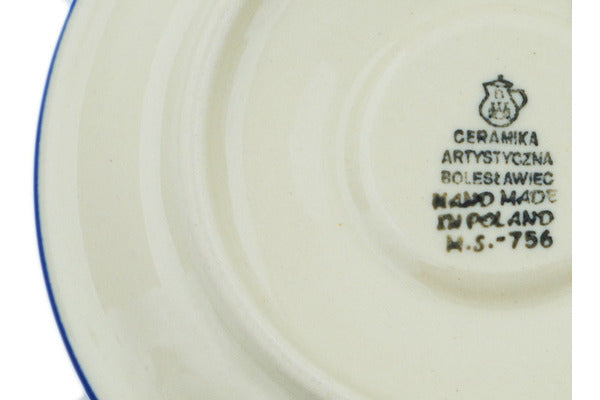 CERAMIKA
ARTYSTYCZNA
BOLESŁAWIEC
HAND MADE
IN POLAND
M.S.-756